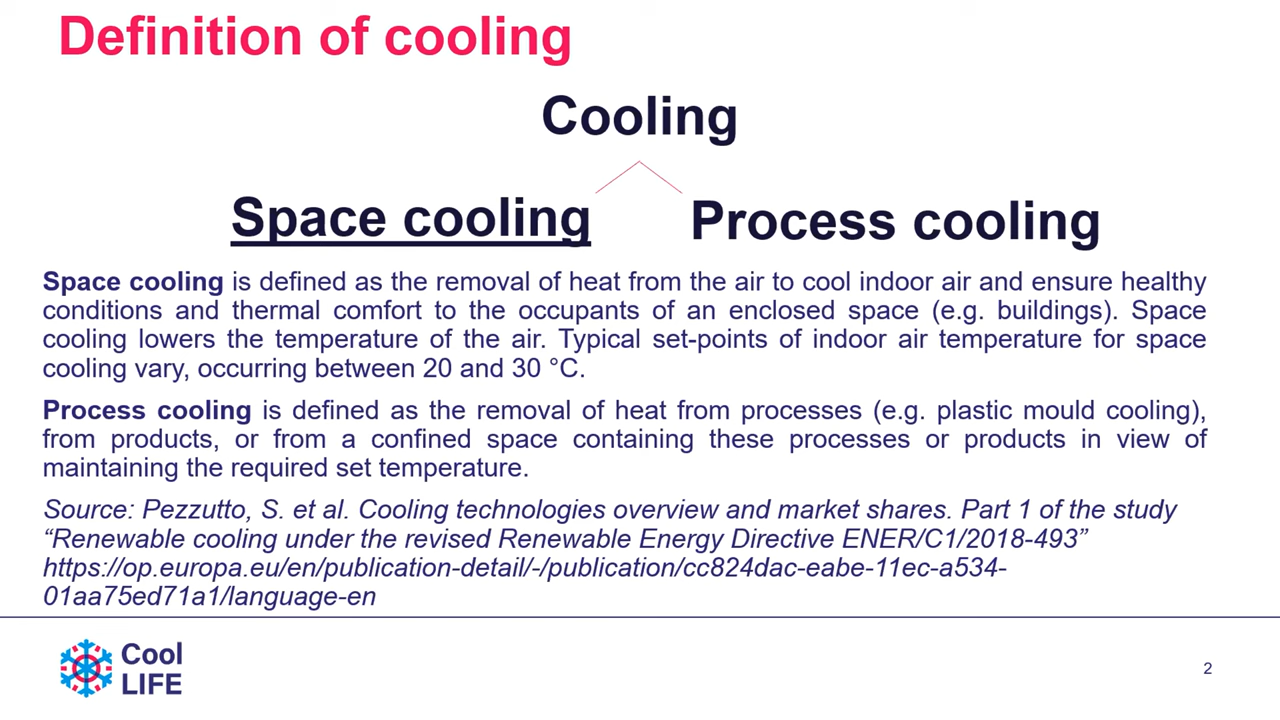 Definition of cooling
Cooling
Space cooling
Process cooling
Space cooling is defined as the removal of heat from the air to cool indoor air and ensure healthy
conditions and thermal comfort to the occupants of an enclosed space (e.g. buildings). Space
cooling lowers the temperature of the air. Typical set-points of indoor air temperature for space
cooling vary, occurring between 20 and 30 °C.
Process cooling is defined as the removal of heat from processes (e.g. plastic mould cooling),
from products, or from a confined space containing these processes or products in view of
maintaining the required set temperature.
Source: Pezzutto, S. et al. Cooling technologies overview and market shares. Part 1 of the study
“Renewable cooling under the revised Renewable Energy Directive ENER/C1/2018-493”
https://op.europa.eu/en/publication-detail/-/publication/cc824dac-eabe-11ec-a534-
01aa75ed71a1/language-en
Cool
LIFE
2